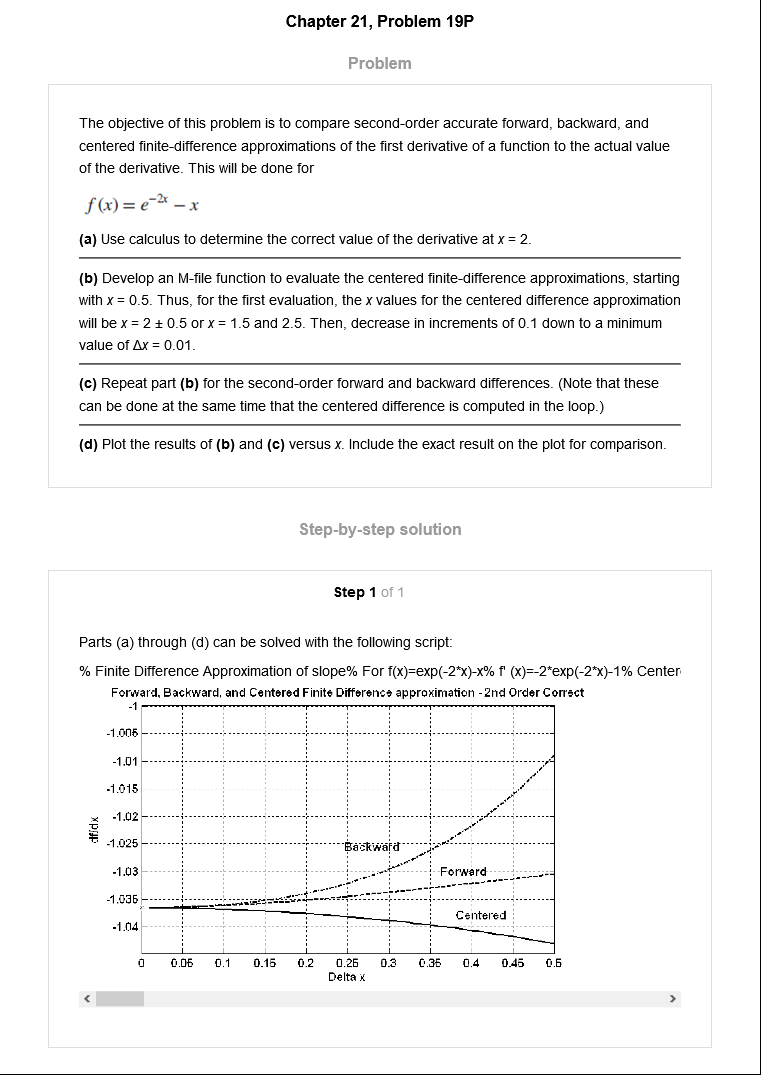 Chapter 21, Problem 19P
Problem
The objective of this problem is to compare second-order accurate forward, backward, and
centered finite-difference approximations of the first derivative of a function to the actual value
of the derivative. This will be done for
f(x) = e^{-2x} − x
(a) Use calculus to determine the correct value of the derivative at x = 2.
(b) Develop an M-file function to evaluate the centered finite-difference approximations, starting
with x = 0.5. Thus, for the first evaluation, the x values for the centered difference approximation
will be x = 2 ± 0.5 or x = 1.5 and 2.5. Then, decrease in increments of 0.1 down to a minimum
value of Δx = 0.01.
(c) Repeat part (b) for the second-order forward and backward differences. (Note that these
can be done at the same time that the centered difference is computed in the loop.)
(d) Plot the results of (b) and (c) versus x. Include the exact result on the plot for comparison.
Step-by-step solution
Step 1 of 1
Parts (a) through (d) can be solved with the following script:
% Finite Difference Approximation of slope% For f(x)=exp(-2*x)-x% f' (x)=-2*exp(-2*x)-1% Center
Forward, Backward, and Centered Finite Difference approximation - 2nd Order Correct
-1
-1.005
-1.01
-1.015
-1.02
-1.025
-1.03
-1.035
-1.04
df/dx
Backward
Forward
Centered
0 0.05 0.1 0.15 0.2 0.25 0.3 0.35 0.4 0.45 0.5
Delta x